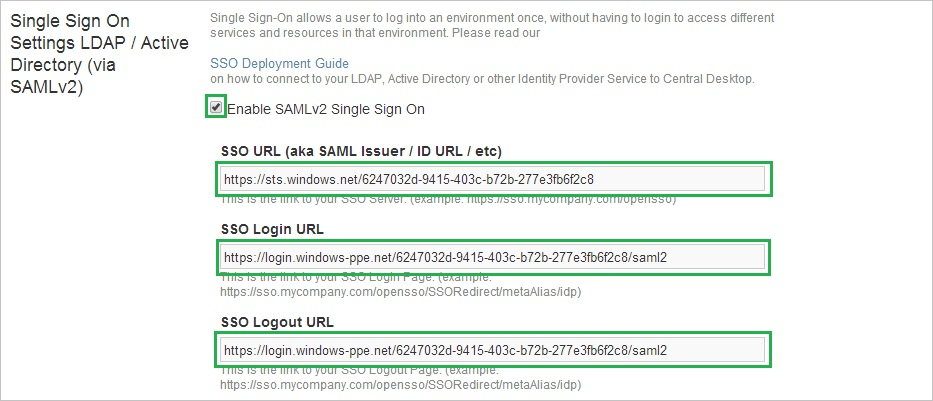 Single Sign On
Settings LDAP / Active
Directory (via
SAMLv2)
Single Sign-On allows a user to log into an environment once, without having to login to access different
services and resources in that environment. Please read our
SSO Deployment Guide
on how to connect to your LDAP, Active Directory or other Identity Provider Service to Central Desktop.
Enable SAMLv2 Single Sign On
SSO URL (aka SAML Issuer / ID URL / etc)
https://sts.windows.net/6247032d-9415-403c-b72b-277e3fb6f2c8
This is the link to your SSO Server. (example: https://sso.mycompany.com/opensso)
SSO Login URL
https://login.windows-ppe.net/6247032d-9415-403c-b72b-277e3fb6f2c8/saml2
This is the link to your SSO Login Page. (example:
https://sso.mycompany.com/opensso/SSORedirect/metaAlias/idp)
SSO Logout URL
https://login.windows-ppe.net/6247032d-9415-403c-b72b-277e3fb6f2c8/saml2
This is the link to your SSO Logout Page. (example:
https://sso.mycompany.com/opensso/SSORedirect/metaAlias/idp)